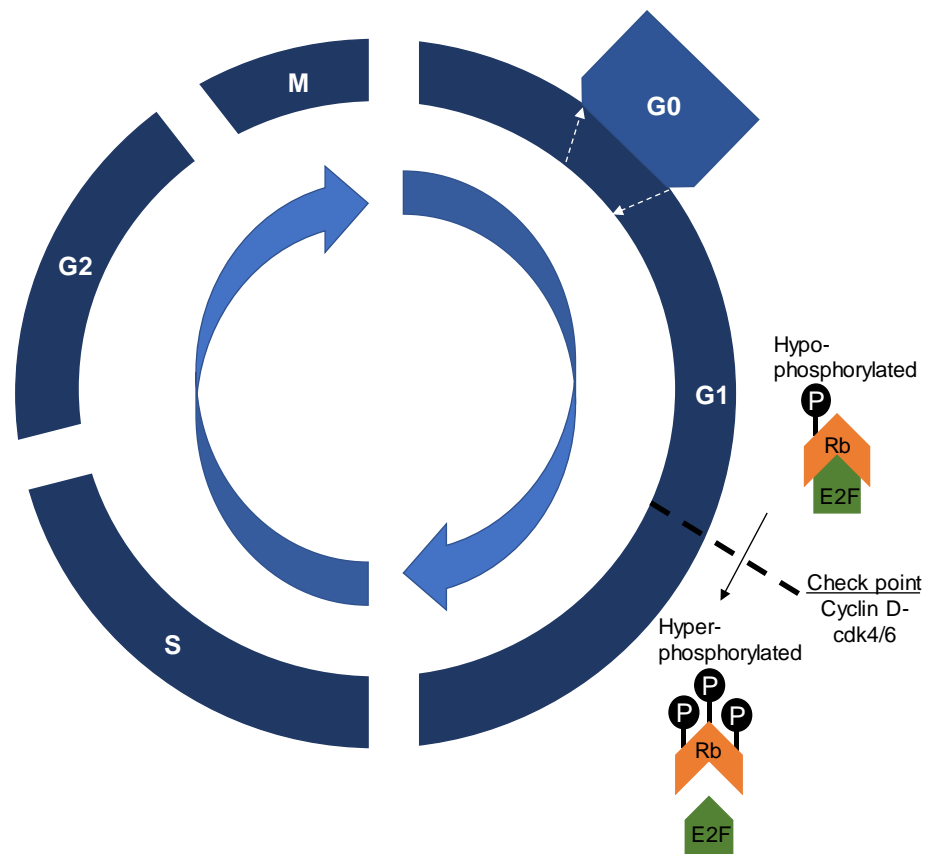 M
G0
G2
G1
Hypo-
phosphorylated
P
Rb
E2F
Check point
Cyclin D-
cdk4/6
S
Hyper-
phosphorylated
P
P
P
Rb
E2F